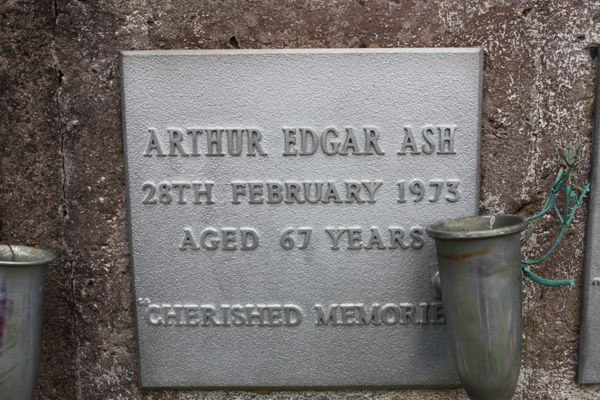 ARTHUR EDGAR ASH
28TH FEBRUARY 1973
AGED 67 YEARS
"CHERISHED MEMORIE